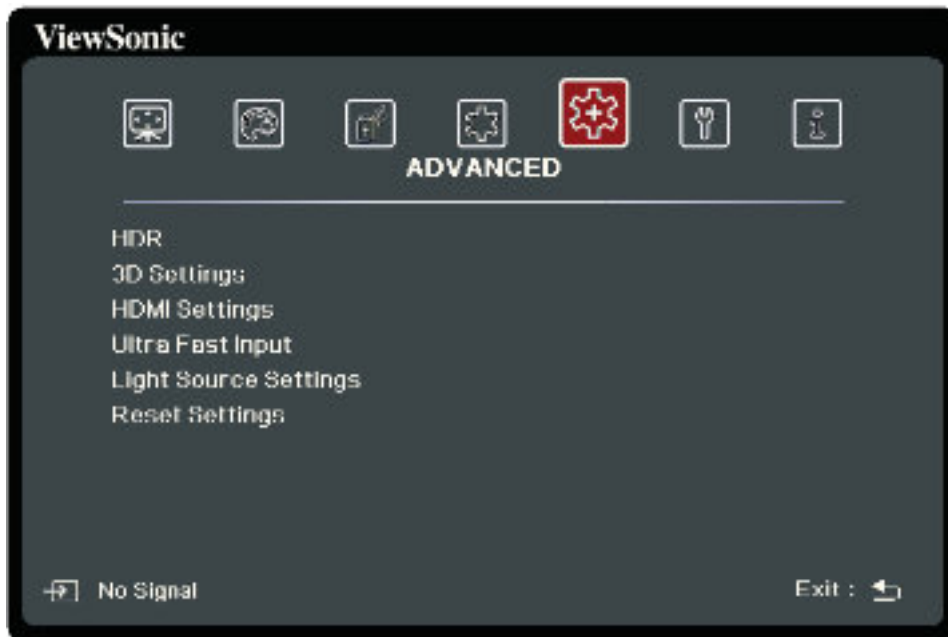 ViewSonic
ADVANCED
HDR
3D Settings
HDMI Settings
Ultra Fast Input
Light Source Settings
Reset Settings
No Signal
Exit :